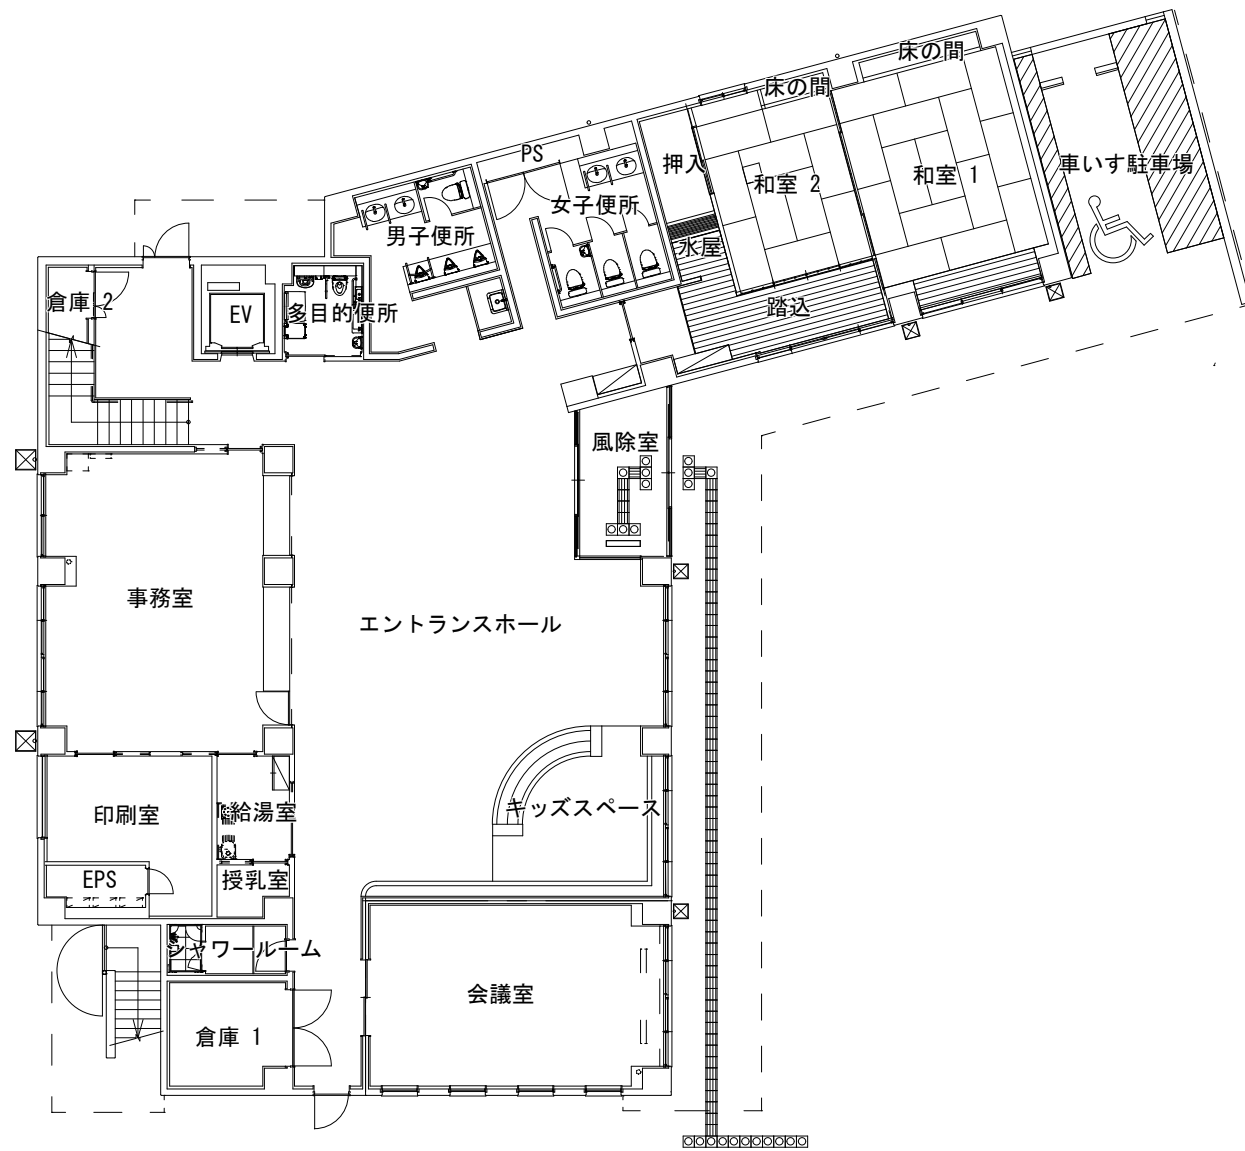 床の間
床の間
PS
押入
和室 2
和室 1
車いす駐車場
女子便所
男子便所
水屋
倉庫 2
EV
多目的便所
踏込
風除室
事務室
エントランスホール
印刷室
給湯室
キッズスペース
EPS
授乳室
シャワールーム
会議室
倉庫 1